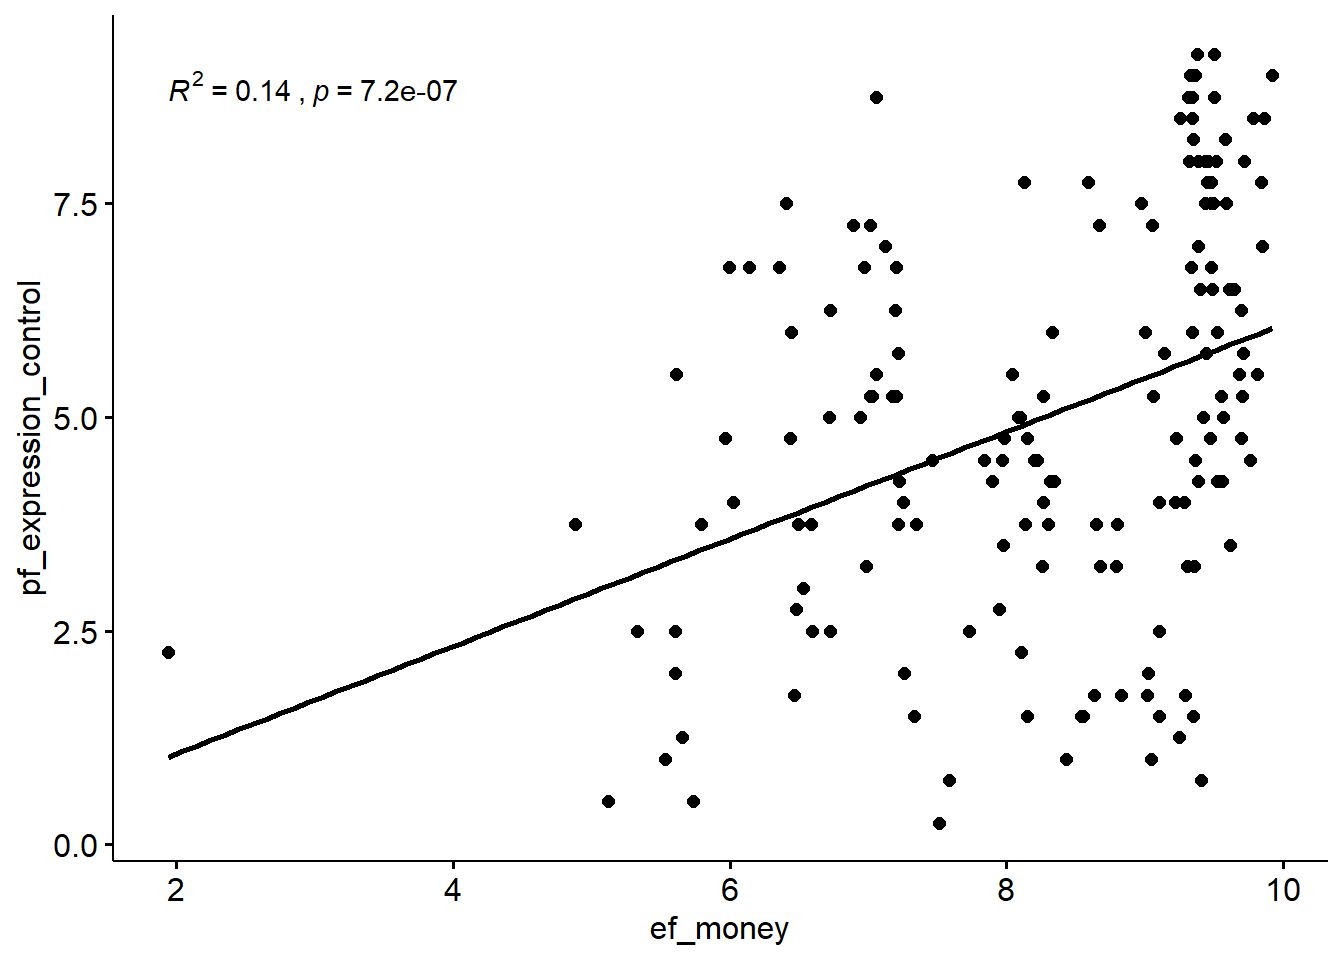 R² = 0.14 , p = 7.2e-07
pf_expression_control
7.5
5.0
2.5
0.0
2 4 6 8 10
ef_money